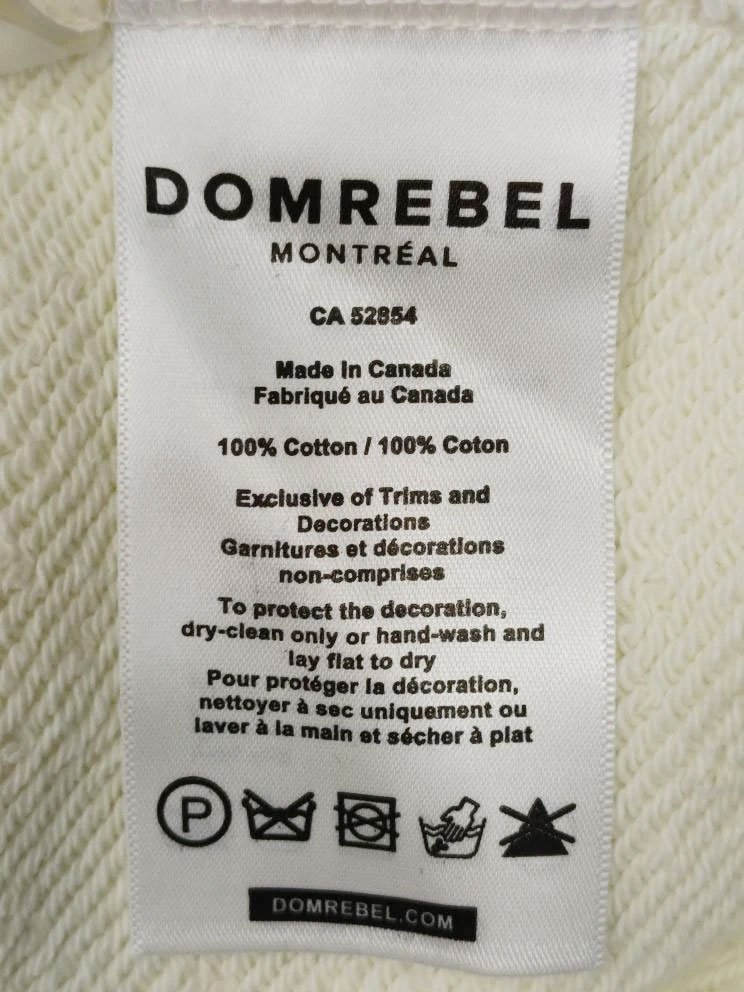 DOMREBEL
MONTRÉAL
CA 52854
Made in Canada
Fabriqué au Canada
100% Cotton / 100% Coton
Exclusive of Trims and
Decorations
Garnitures et décorations
non-comprises
To protect the decoration,
dry-clean only or hand-wash and
lay flat to dry
Pour protéger la décoration,
nettoyer à sec uniquement ou
laver à la main et sécher à plat
P
DOMREBEL.COM